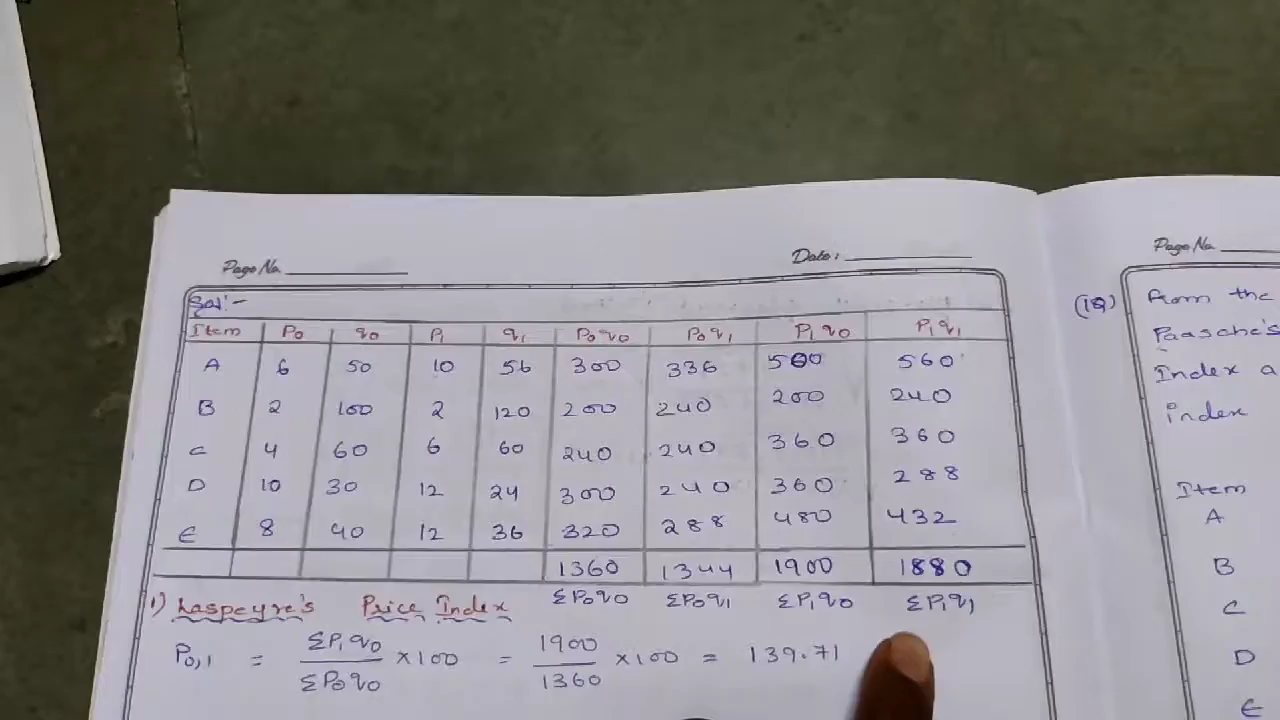 Page No.
Date:
Sol:-
Item P0 q0 P1 q1 P0q0 P0q1 P1q0 P1q1
A 6 50 10 56 300 336 500 560
B 2 100 2 120 200 240 200 240
C 4 60 6 60 240 240 360 360
D 10 30 12 24 300 240 360 288
E 8 40 12 36 320 288 480 432
1360 1344 1900 1880
ΣP0q0 ΣP0q1 ΣP1q0 ΣP1q1
1) Laspeyre's Price Index
P0,1 = ΣP1q0 / ΣP0q0 ×100 = 1900 / 1360 ×100 = 139.71
Page No.
(12) From the
Paasche's
Index a
index
Item
A
B
C
D
E